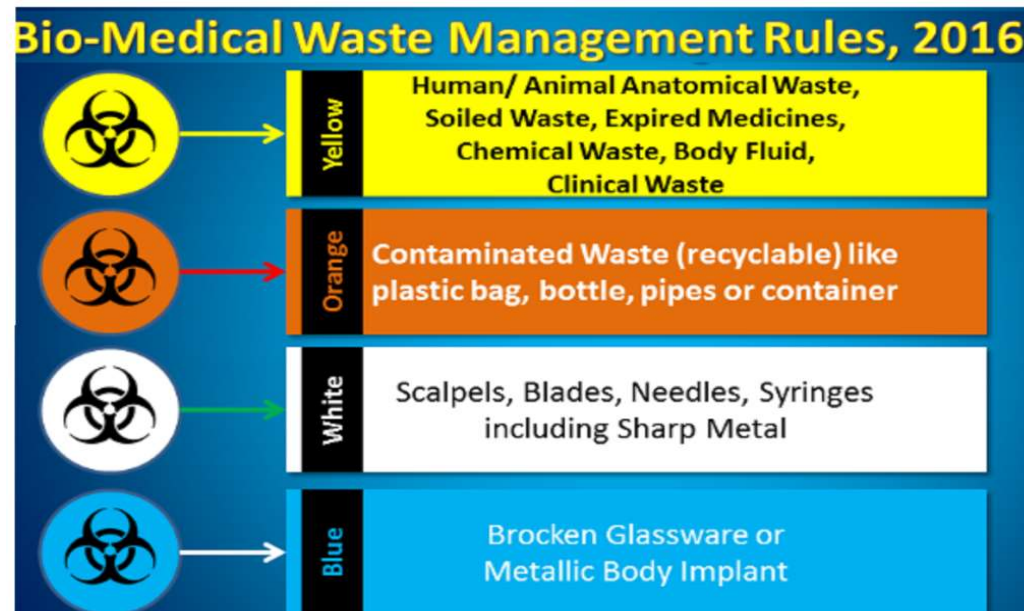 Bio-Medical Waste Management Rules, 2016
Yellow
Human/ Animal Anatomical Waste,
Soiled Waste, Expired Medicines,
Chemical Waste, Body Fluid,
Clinical Waste
Orange
Contaminated Waste (recyclable) like
plastic bag, bottle, pipes or container
White
Scalpels, Blades, Needles, Syringes
including Sharp Metal
Blue
Brocken Glassware or
Metallic Body Implant